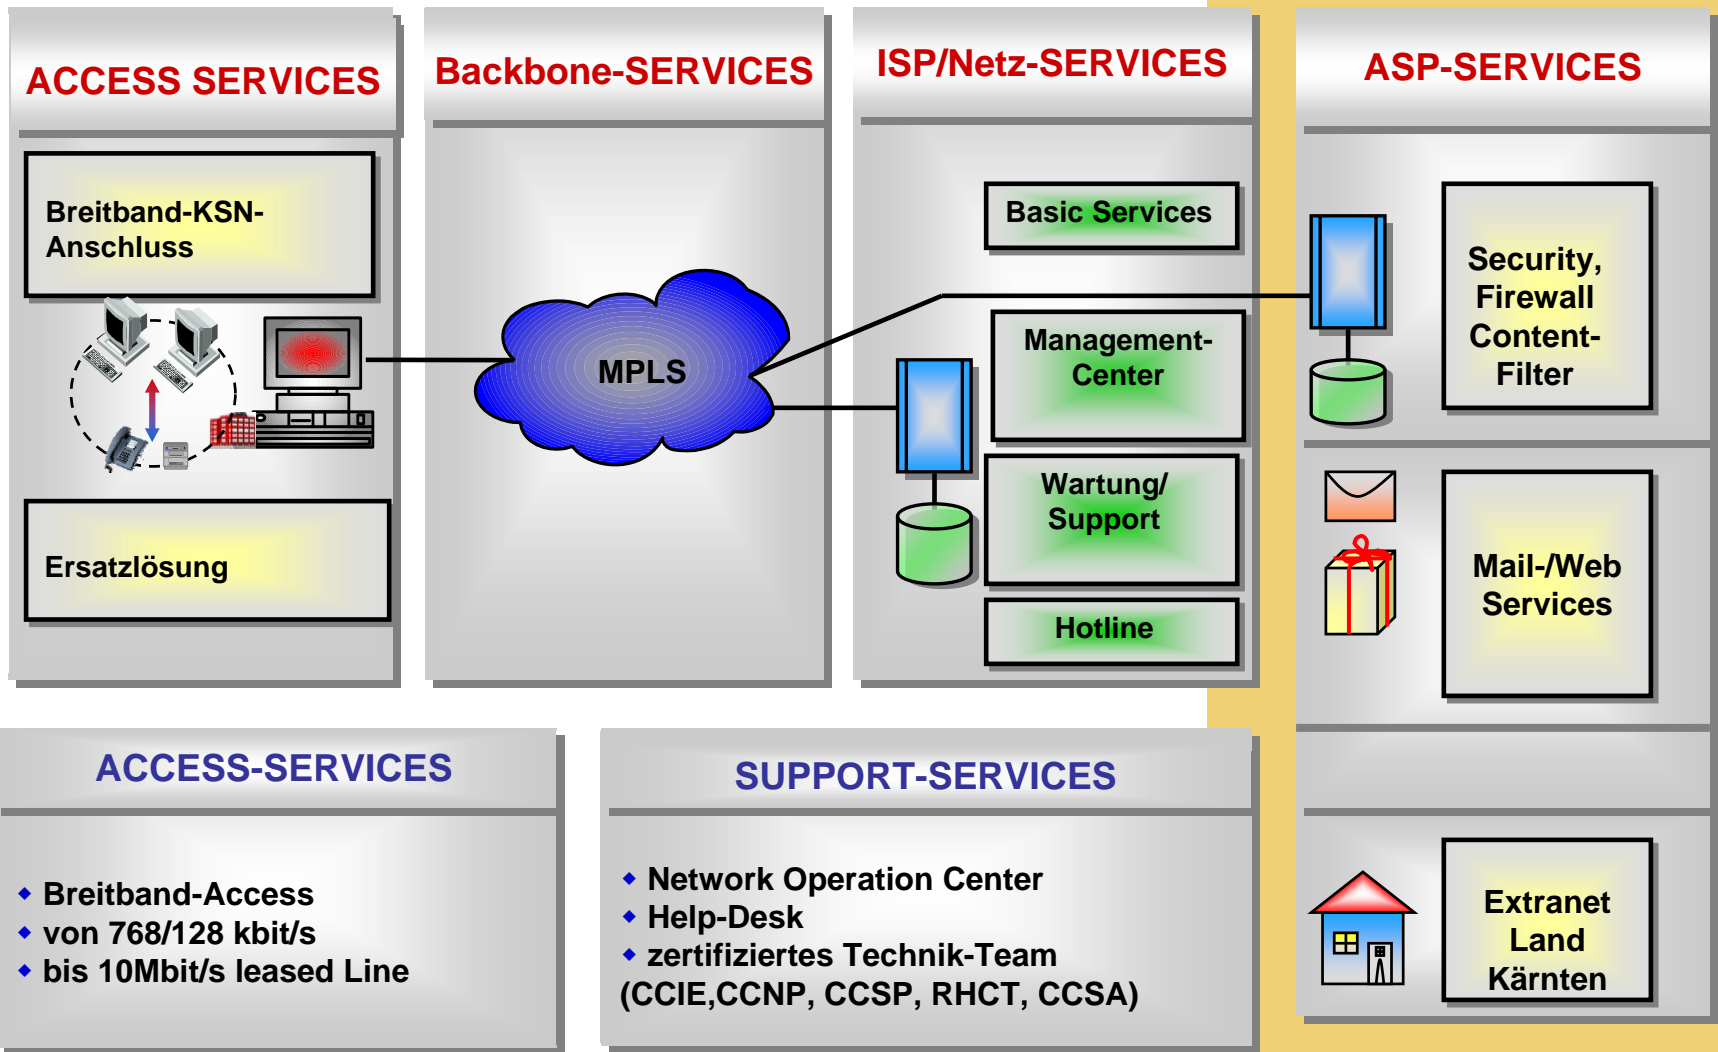 ACCESS SERVICES
Breitband-KSN-
Anschluss
Ersatzlösung
Backbone-SERVICES
MPLS
ISP/Netz-SERVICES
Basic Services
Management-
Center
Wartung/
Support
Hotline
ASP-SERVICES
Security,
Firewall
Content-
Filter
Mail-/Web
Services
Extranet
Land
Kärnten
ACCESS-SERVICES
Breitband-Access
von 768/128 kbit/s
bis 10Mbit/s leased Line
SUPPORT-SERVICES
Network Operation Center
Help-Desk
zertifiziertes Technik-Team
(CCIE,CCNP, CCSP, RHCT, CCSA)